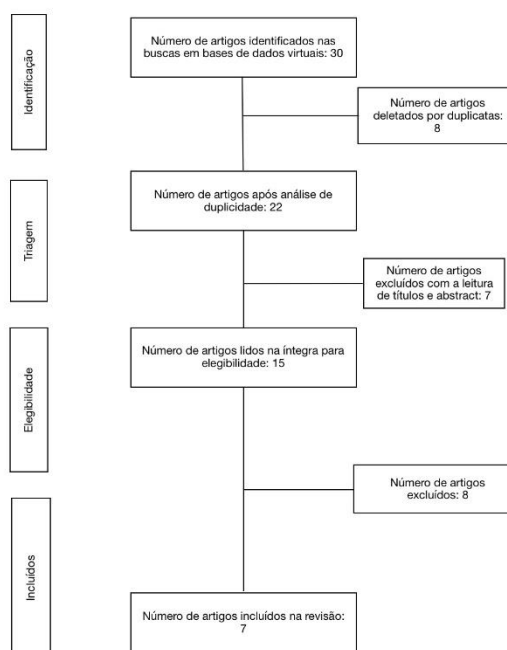 Identificação
Número de artigos identificados nas
buscas em bases de dados virtuais: 30
Número de artigos
deletados por duplicatas:
8
Triagem
Número de artigos após análise de
duplicidade: 22
Número de artigos
excluídos com a leitura
de títulos e abstract: 7
Elegibilidade
Número de artigos lidos na íntegra para
elegibilidade: 15
Número de artigos
excluídos: 8
Incluídos
Número de artigos incluídos na revisão:
7